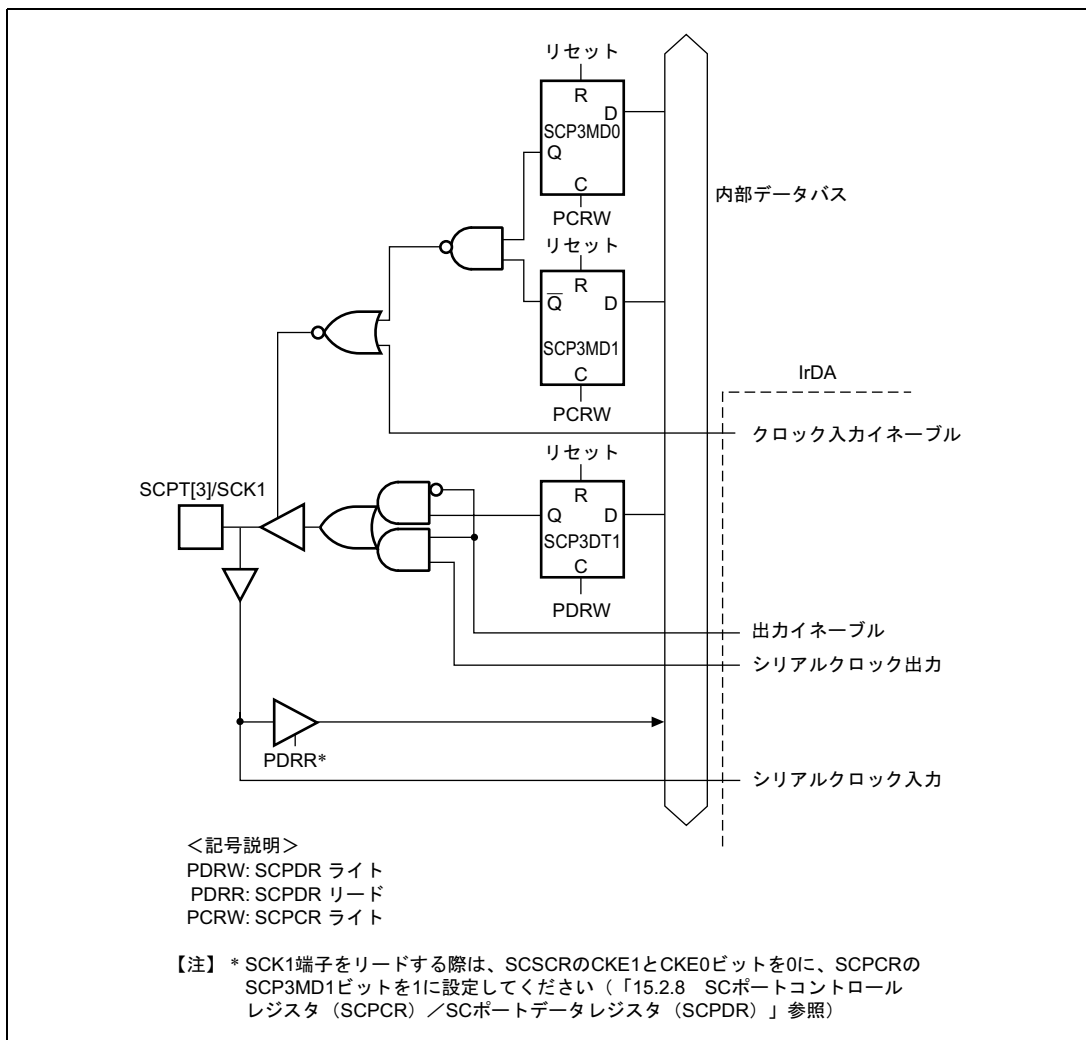 リセット
R
D
SCP3MD0
Q
C
PCRW
内部データバス
リセット
R
Q
D
SCP3MD1
C
PCRW
IrDA
クロック入力イネーブル
リセット
SCPT[3]/SCK1
R
Q
D
SCP3DT1
C
PDRW
出力イネーブル
シリアルクロック出力
PDRR*
シリアルクロック入力
＜記号説明＞
PDRW: SCPDR ライト
PDRR: SCPDR リード
PCRW: SCPCR ライト
【注】 * SCK1端子をリードする際は、SCSCRのCKE1とCKE0ビットを0に、SCPCRの
SCP3MD1ビットを1に設定してください（「15.2.8 SCポートコントロール
レジスタ（SCPCR）／SCポートデータレジスタ（SCPDR）」参照）